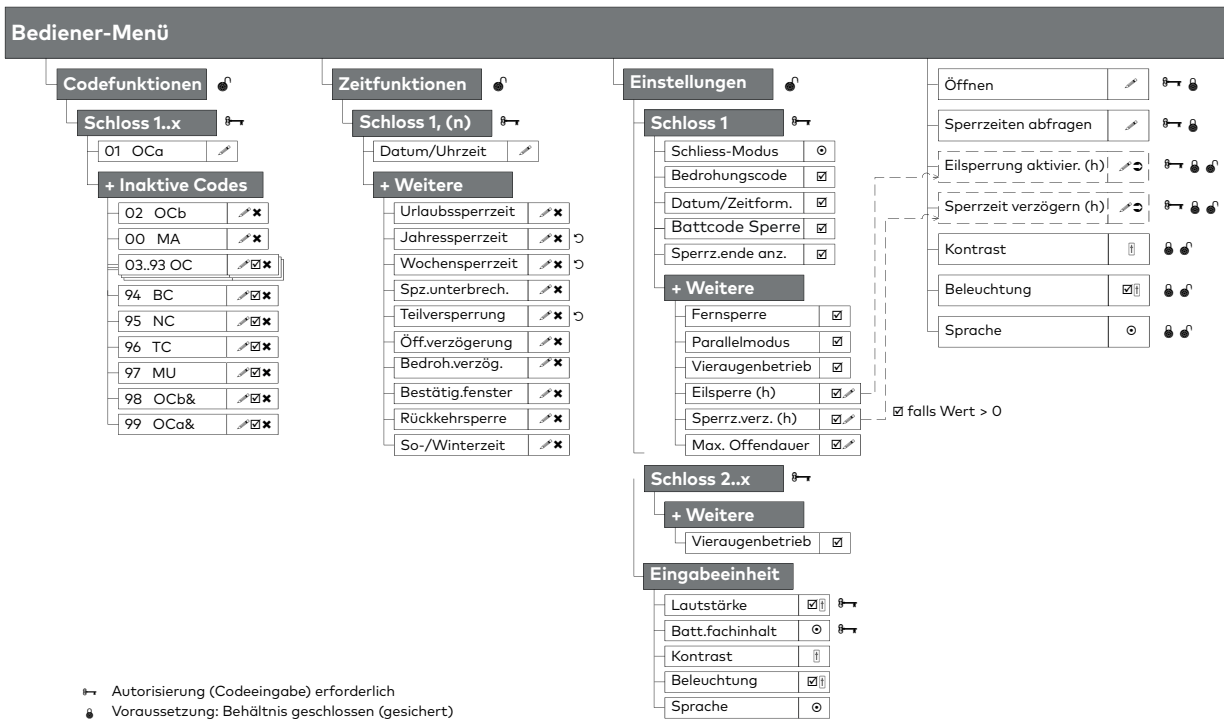 Bediener-Menü
Codefunktionen
Schloss 1..x
01 OCa
+ Inaktive Codes
02 OCb
00 MA
03..93 OC
94 BC
95 NC
96 TC
97 MU
98 OCb&
99 OCa&
Zeitfunktionen
Schloss 1, (n)
Datum/Uhrzeit
+ Weitere
Urlaubssperrzeit
Jahressperrzeit
Wochensperrzeit
Spz.unterbrech.
Teilversperrung
Öff.verzögerung
Bedroh.verzög.
Bestätig.fenster
Rückkehrsperre
So-/Winterzeit
Einstellungen
Schloss 1
Schliess-Modus
Bedrohungscode
Datum/Zeitform.
Battcode Sperre
Sperrz.ende anz.
+ Weitere
Fernsperre
Parallelmodus
Vieraugenbetrieb
Eilsperre (h)
Sperrz.verz. (h)
Max. Offendauer
Schloss 2..x
+ Weitere
Vieraugenbetrieb
Eingabeeinheit
Lautstärke
Batt.fachinhalt
Kontrast
Beleuchtung
Sprache
Öffnen
Sperrzeiten abfragen
Eilsperrung aktivier. (h)
Sperrzeit verzögern (h)
Kontrast
Beleuchtung
Sprache
falls Wert > 0
Autorisierung (Codeeingabe) erforderlich
Voraussetzung: Behältnis geschlossen (gesichert)